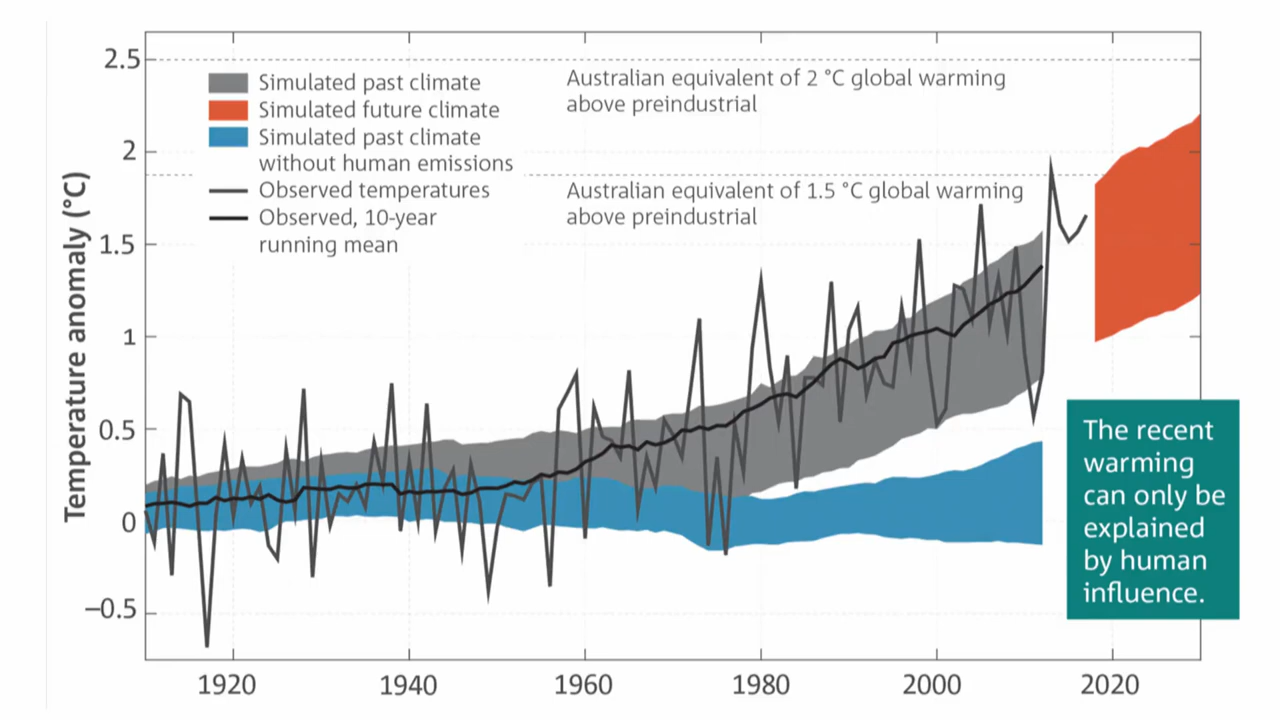 2.5
2
1.5
1
0.5
0
–0.5
Temperature anomaly (°C)
Simulated past climate
Simulated future climate
Simulated past climate
without human emissions
Observed temperatures
Observed, 10-year
running mean
Australian equivalent of 2 °C global warming
above preindustrial
Australian equivalent of 1.5 °C global warming
above preindustrial
The recent
warming
can only be
explained
by human
influence.
1920
1940
1960
1980
2000
2020